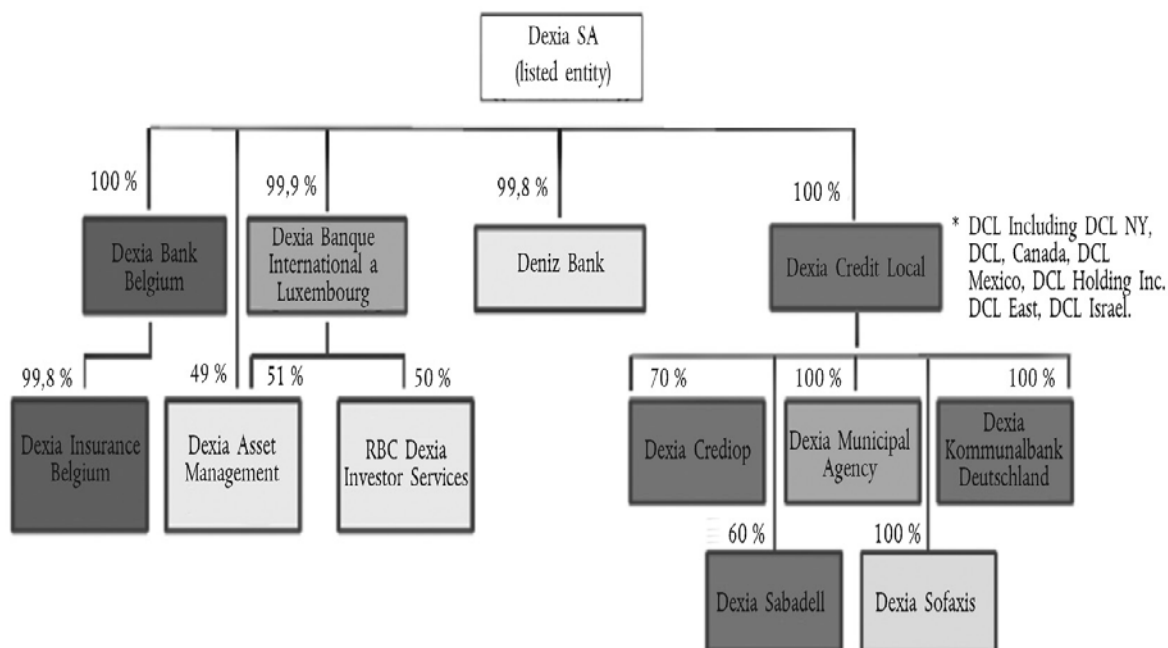 Dexia SA
(listed entity)
100 %
99,9 %
99,8 %
100 %
Dexia Bank
Belgium
Dexia Banque
International a
Luxembourg
Deniz Bank
Dexia Credit Local
* DCL Including DCL NY,
DCL, Canada, DCL
Mexico, DCL Holding Inc.
DCL East, DCL Israel.
99,8 %
49 %
51 %
50 %
70 %
100 %
100 %
Dexia Insurance
Belgium
Dexia Asset
Management
RBC Dexia
Investor Services
Dexia Crediop
Dexia Municipal
Agency
Dexia
Kommunalbank
Deutschland
60 %
100 %
Dexia Sabadell
Dexia Sofaxis